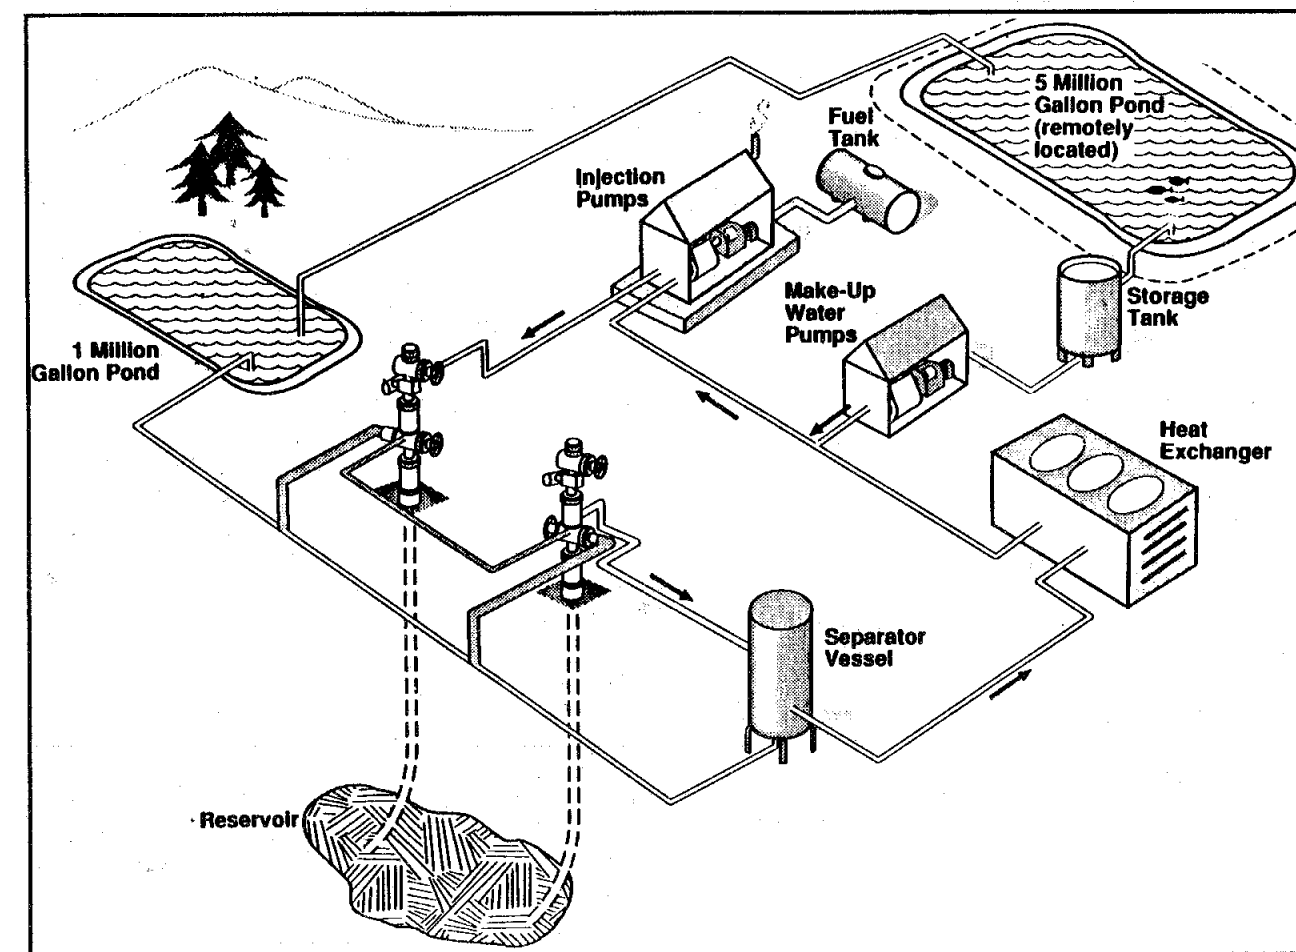 5 Million
Gallon Pond
(remotely
located)
Fuel
Tank
Injection
Pumps
Make-Up
Water
Pumps
Storage
Tank
1 Million
Gallon Pond
Heat
Exchanger
Separator
Vessel
Reservoir